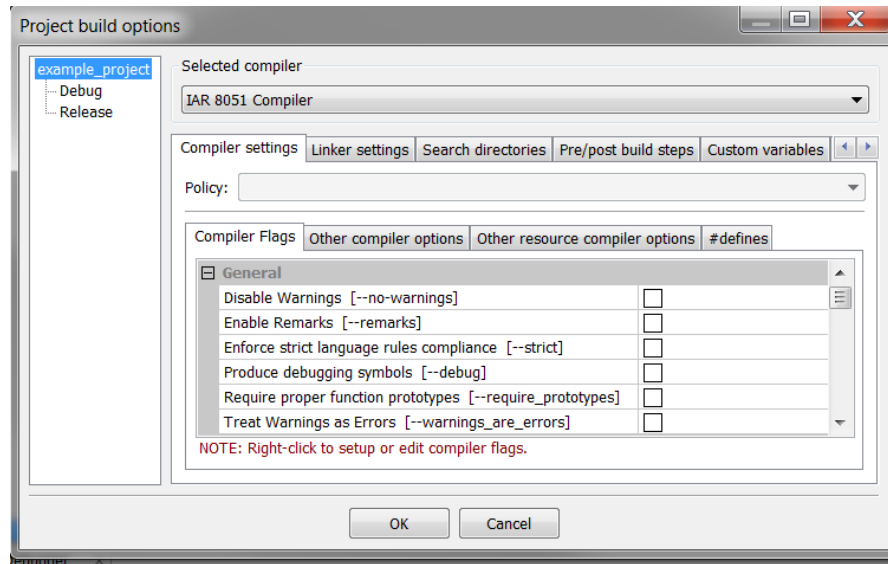 Project build options
example_project
Debug
Release
Selected compiler
IAR 8051 Compiler
Compiler settings Linker settings Search directories Pre/post build steps Custom variables
Policy:
Compiler Flags Other compiler options Other resource compiler options #defines
General
Disable Warnings [--no-warnings]
Enable Remarks [--remarks]
Enforce strict language rules compliance [--strict]
Produce debugging symbols [--debug]
Require proper function prototypes [--require_prototypes]
Treat Warnings as Errors [--warnings_are_errors]
NOTE: Right-click to setup or edit compiler flags.
OK Cancel